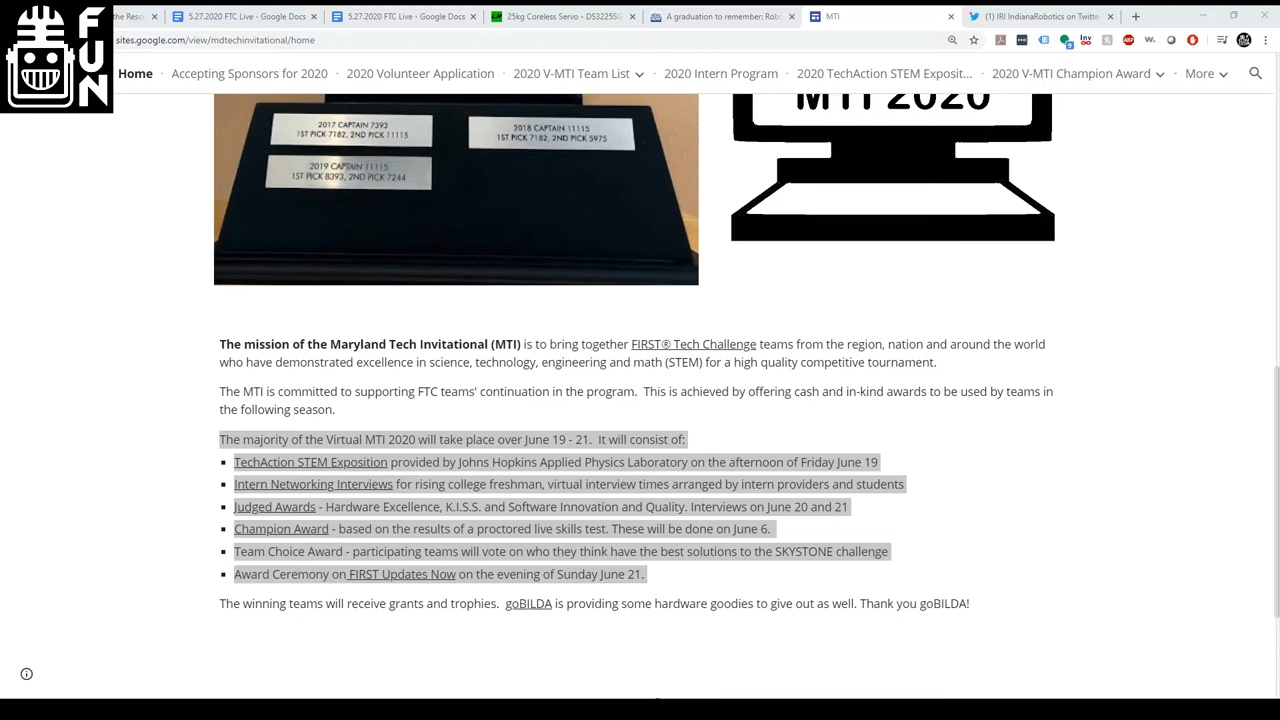 the Reso
5.27.2020 FTC Live - Google Docs
5.27.2020 FTC Live - Google Docs
25kg Coreless Servo - DS3225SG
A graduation to remember: Robo
MTI
(1) IRI IndianaRobotics on Twitte
FUN
sites.google.com/view/mdtechinvitational/home
Home
Accepting Sponsors for 2020
2020 Volunteer Application
2020 V-MTI Team List
2020 Intern Program
2020 TechAction STEM Exposit...
2020 V-MTI Champion Award
More
2017 CAPTAIN 7393
1ST PICK 7182, 2ND PICK 11115
2018 CAPTAIN 11115
1ST PICK 7182, 2ND PICK 5975
2019 CAPTAIN 11115
1ST PICK 8393, 2ND PICK 7244
MTI 2020
The mission of the Maryland Tech Invitational (MTI) is to bring together FIRST® Tech Challenge teams from the region, nation and around the world
who have demonstrated excellence in science, technology, engineering and math (STEM) for a high quality competitive tournament.
The MTI is committed to supporting FTC teams' continuation in the program. This is achieved by offering cash and in-kind awards to be used by teams in
the following season.
The majority of the Virtual MTI 2020 will take place over June 19 - 21. It will consist of:
▪ TechAction STEM Exposition provided by Johns Hopkins Applied Physics Laboratory on the afternoon of Friday June 19
▪ Intern Networking Interviews for rising college freshman, virtual interview times arranged by intern providers and students
▪ Judged Awards - Hardware Excellence, K.I.S.S. and Software Innovation and Quality. Interviews on June 20 and 21
▪ Champion Award - based on the results of a proctored live skills test. These will be done on June 6.
▪ Team Choice Award - participating teams will vote on who they think have the best solutions to the SKYSTONE challenge
▪ Award Ceremony on FIRST Updates Now on the evening of Sunday June 21.
The winning teams will receive grants and trophies. goBILDA is providing some hardware goodies to give out as well. Thank you goBILDA!